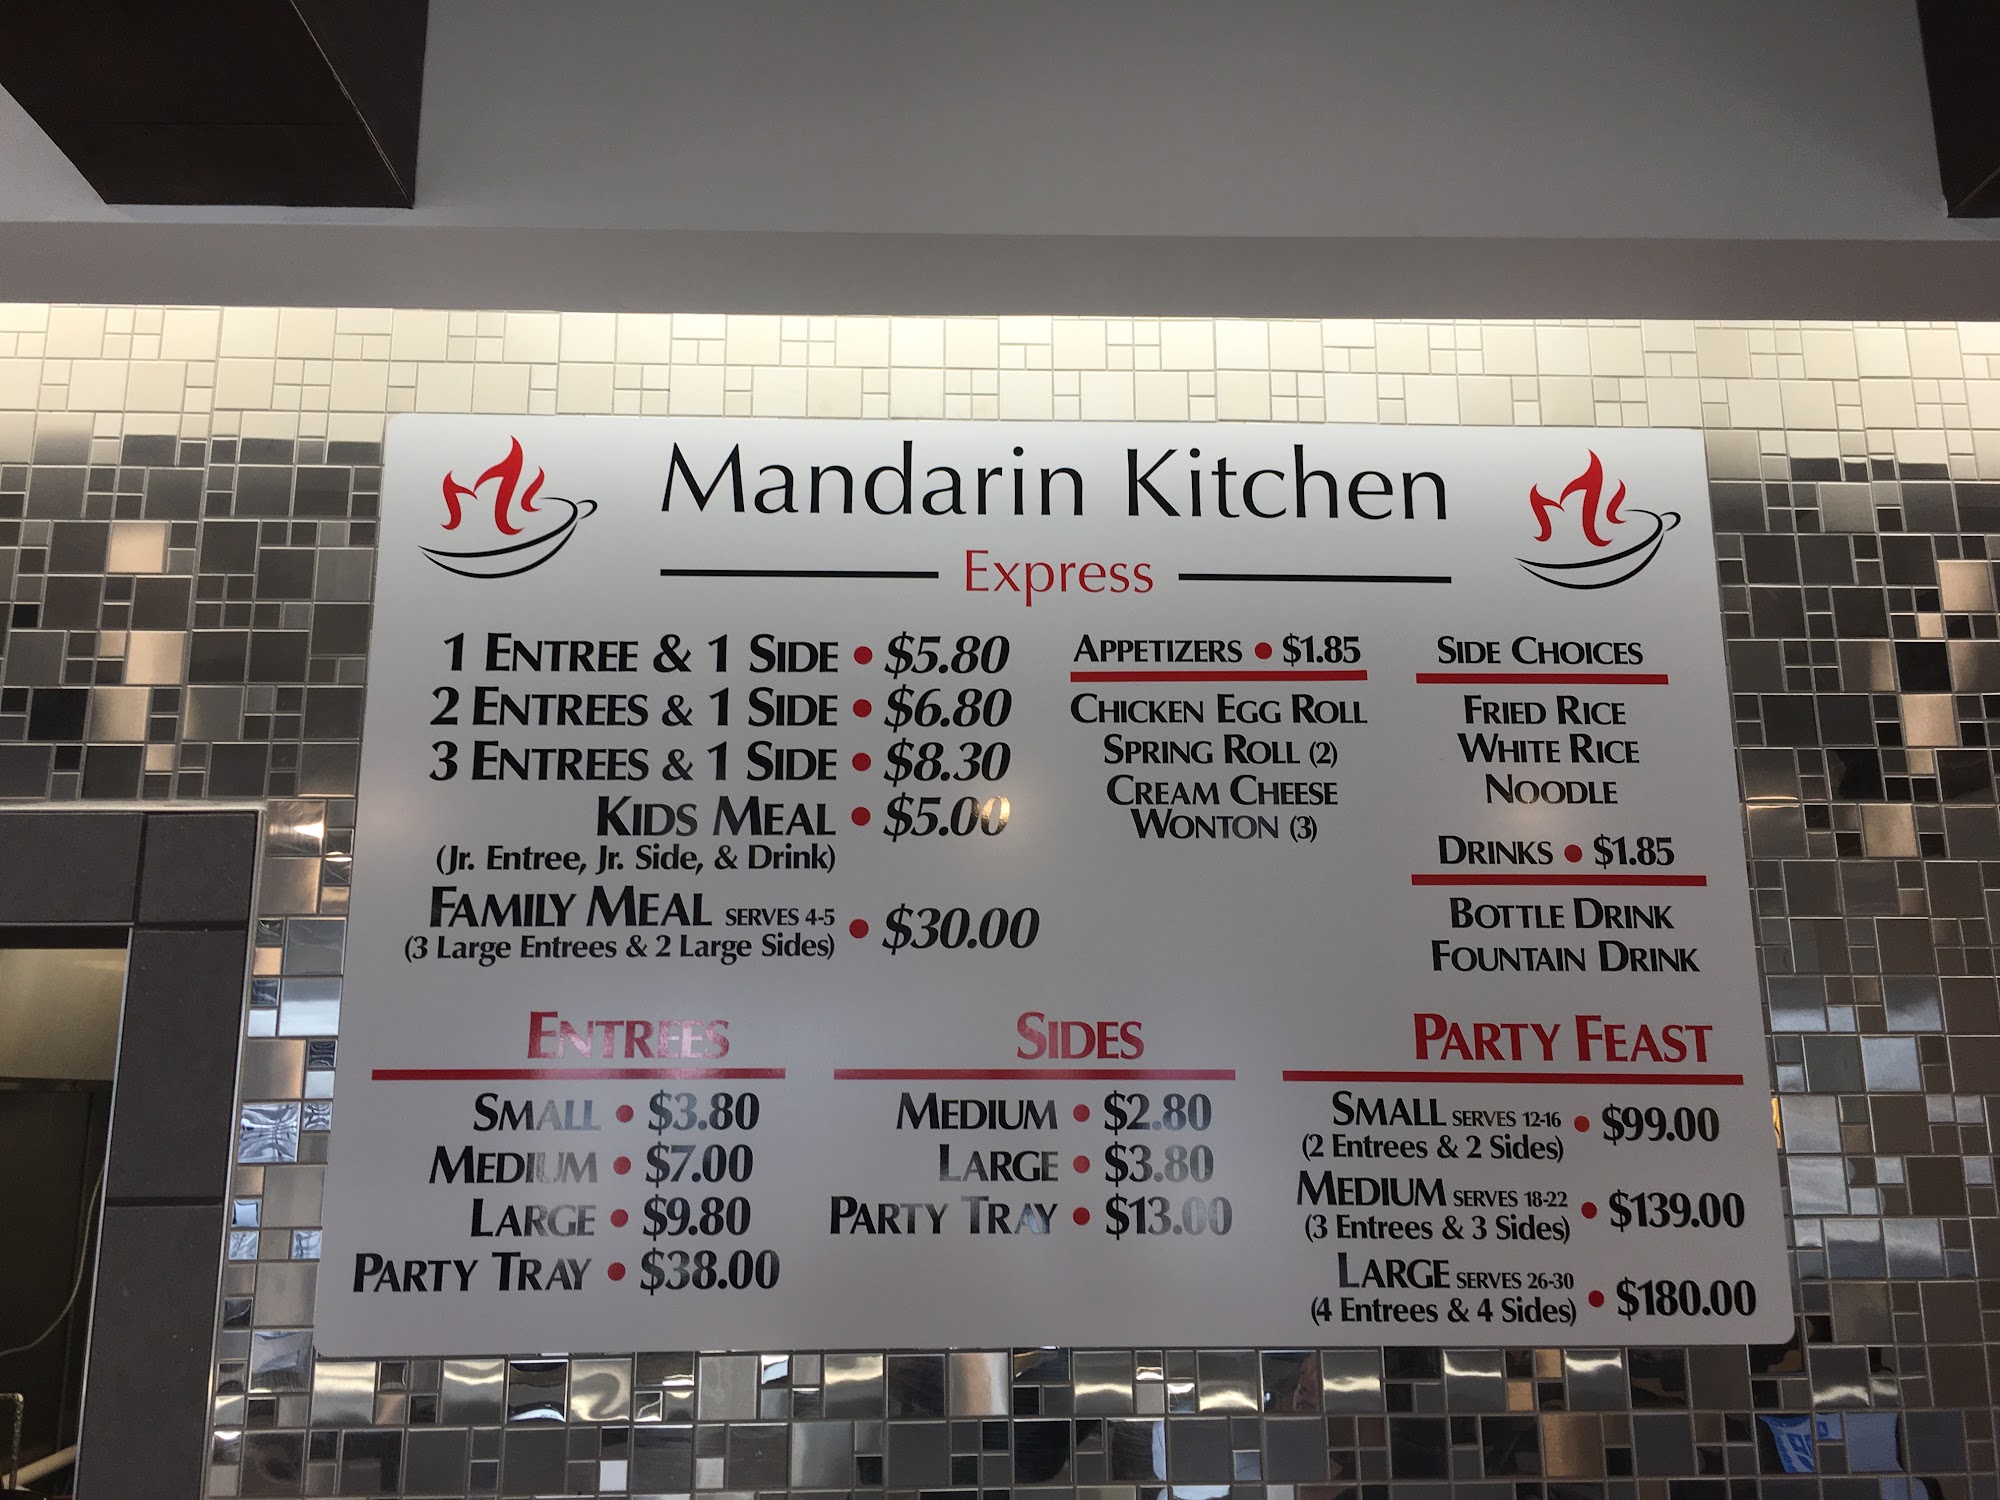 Mandarin Kitchen
Express
1 ENTREE & 1 SIDE • $5.80
2 ENTREES & 1 SIDE • $6.80
3 ENTREES & 1 SIDE • $8.30
KIDS MEAL • $5.00
(Jr. Entree, Jr. Side, & Drink)
FAMILY MEAL SERVES 4-5 • $30.00
(3 Large Entrees & 2 Large Sides)
APPETIZERS • $1.85
CHICKEN EGG ROLL
SPRING ROLL (2)
CREAM CHEESE
WONTON (3)
SIDE CHOICES
FRIED RICE
WHITE RICE
NOODLE
DRINKS • $1.85
BOTTLE DRINK
FOUNTAIN DRINK
ENTREES
SMALL • $3.80
MEDIUM • $7.00
LARGE • $9.80
PARTY TRAY • $38.00
SIDES
MEDIUM • $2.80
LARGE • $3.80
PARTY TRAY • $13.00
PARTY FEAST
SMALL SERVES 12-16 • $99.00
(2 Entrees & 2 Sides)
MEDIUM SERVES 18-22 • $139.00
(3 Entrees & 3 Sides)
LARGE SERVES 26-30 • $180.00
(4 Entrees & 4 Sides)